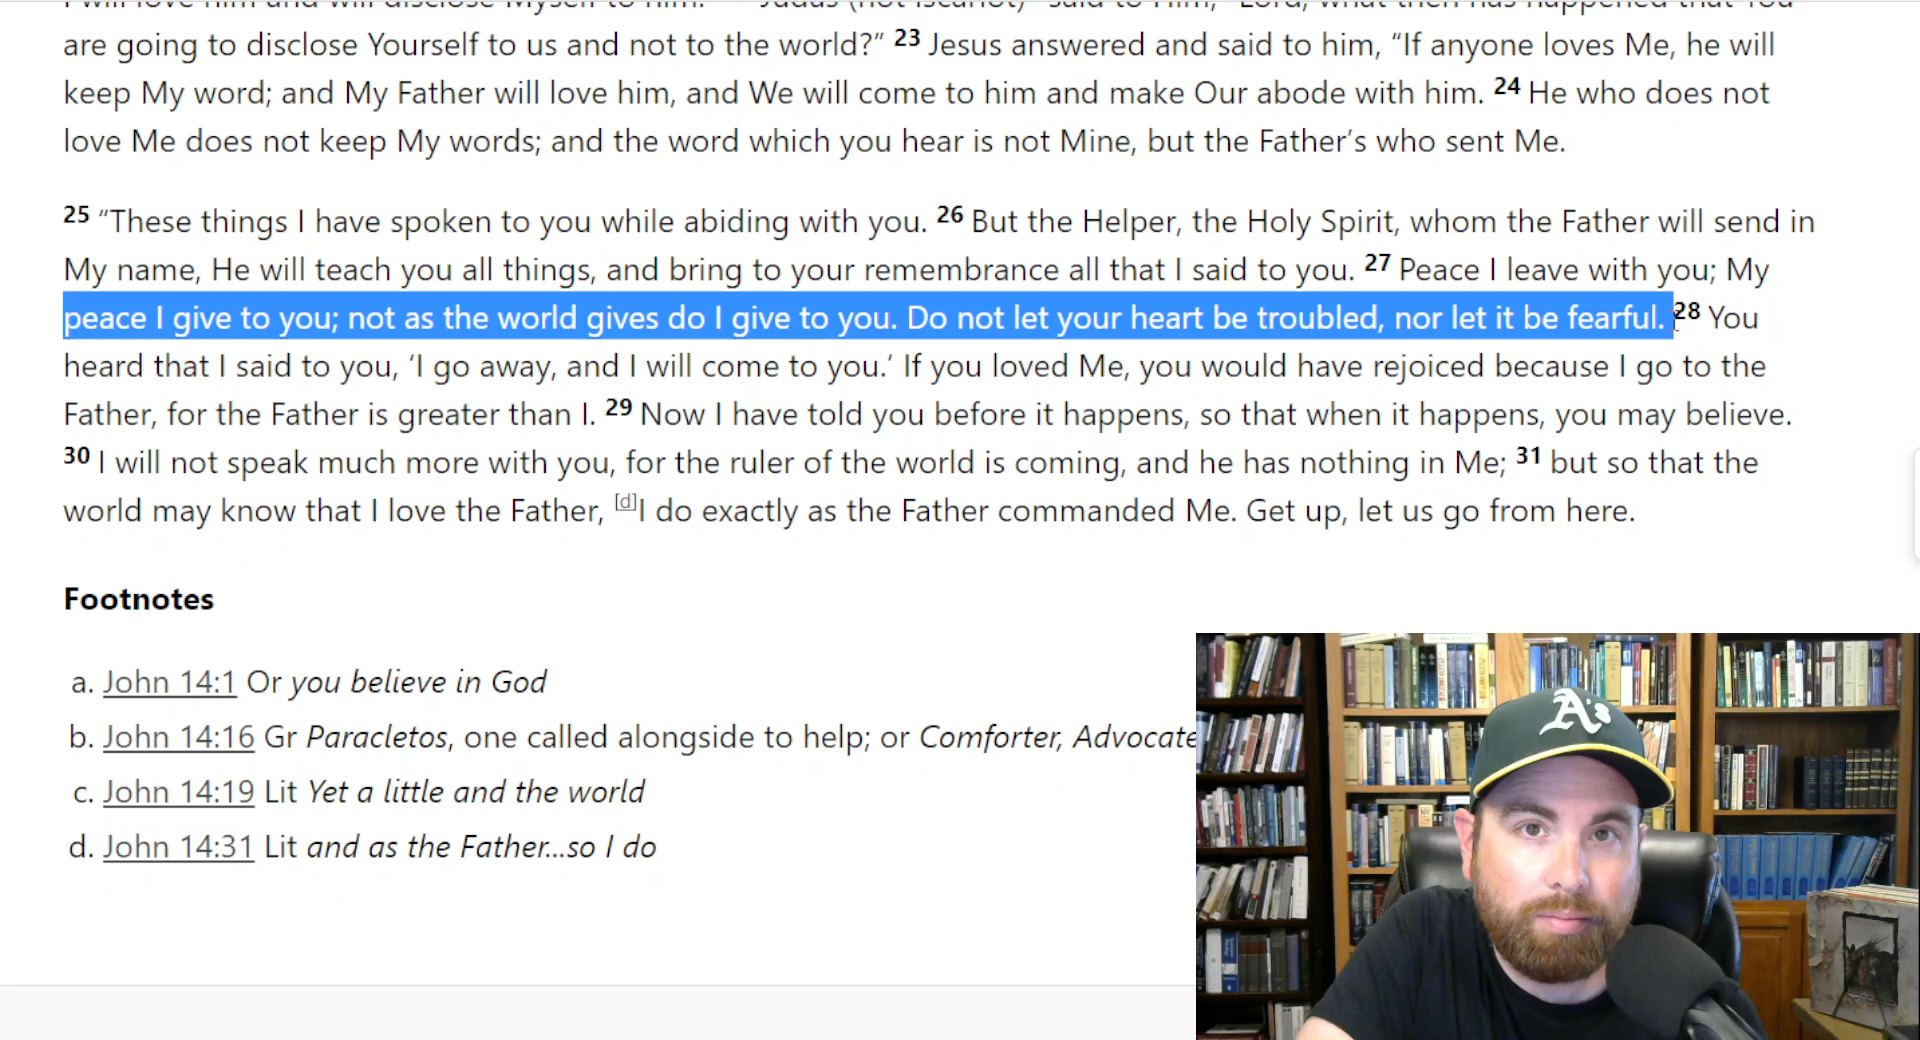 are going to disclose Yourself to us and not to the world?” 23 Jesus answered and said to him, “If anyone loves Me, he will
keep My word; and My Father will love him, and We will come to him and make Our abode with him. 24 He who does not
love Me does not keep My words; and the word which you hear is not Mine, but the Father’s who sent Me.
25 “These things I have spoken to you while abiding with you. 26 But the Helper, the Holy Spirit, whom the Father will send in
My name, He will teach you all things, and bring to your remembrance all that I said to you. 27 Peace I leave with you; My
peace I give to you; not as the world gives do I give to you. Do not let your heart be troubled, nor let it be fearful. 28 You
heard that I said to you, ‘I go away, and I will come to you.’ If you loved Me, you would have rejoiced because I go to the
Father, for the Father is greater than I. 29 Now I have told you before it happens, so that when it happens, you may believe.
30 I will not speak much more with you, for the ruler of the world is coming, and he has nothing in Me; 31 but so that the
world may know that I love the Father, [d]I do exactly as the Father commanded Me. Get up, let us go from here.
Footnotes
a. John 14:1 Or you believe in God
b. John 14:16 Gr Paracletos, one called alongside to help; or Comforter, Advocate
c. John 14:19 Lit Yet a little and the world
d. John 14:31 Lit and as the Father...so I do
A's